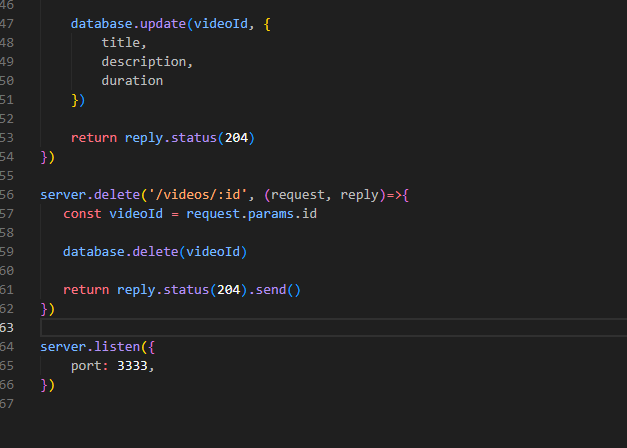 46
47 database.update(videoId, {
48 title,
49 description,
50 duration
51 })
52
53 return reply.status(204)
54 })
55
56 server.delete('/videos/:id', (request, reply)=>{
57 const videoId = request.params.id
58
59 database.delete(videoId)
60
61 return reply.status(204).send()
62 })
63
64 server.listen({
65 port: 3333,
66 })
67